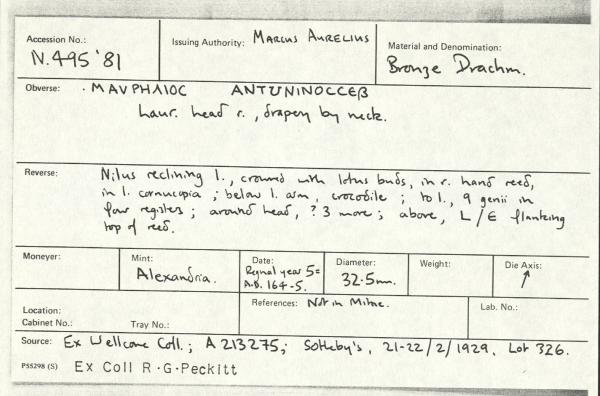 Accession No.: N.495 '81
Issuing Authority: MARCUS AURELIUS
Material and Denomination: Bronze Drachm.
Obverse: · ΜΑVΡΗΛΙΟC ΑΝΤѠΝΙΝΟCCΕΒ
Laur. head r., drapery by neck.
Reverse: Nilus reclining l., crowned with lotus buds, in r. hand reed,
in l. cornucopia; below l. arm, crocodile; to l., 9 genii in
four registers; around head, ? 3 more; above, L/E flanking
top of reed.
Moneyer:
Mint: Alexandria.
Date: Regnal year 5 =
A.D. 164-5.
Diameter: 32.5mm.
Weight:
Die Axis: ↑
Location:
Cabinet No.: Tray No.:
References: Not in Milne.
Lab. No.:
Source: Ex Wellcome Coll.; A 213275; Sotheby's, 21-22/2/1929, Lot 326.
P55298 (S) Ex Coll R·G·Peckitt